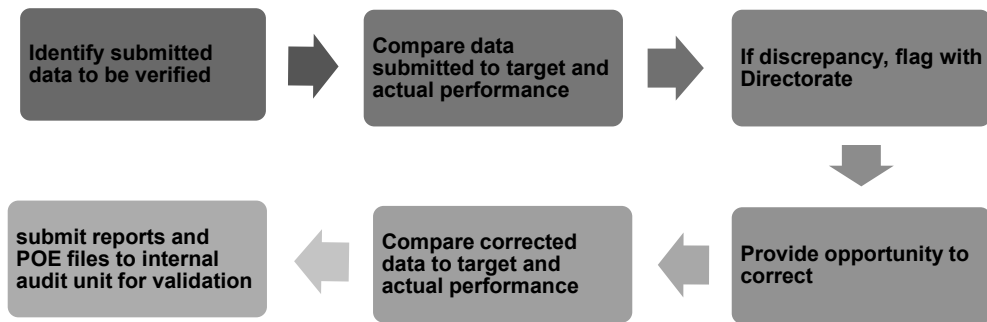 Identify submitted
data to be verified
Compare data
submitted to target and
actual performance
If discrepancy, flag with
Directorate
Provide opportunity to
correct
Compare corrected
data to target and
actual performance
submit reports and
POE files to internal
audit unit for validation